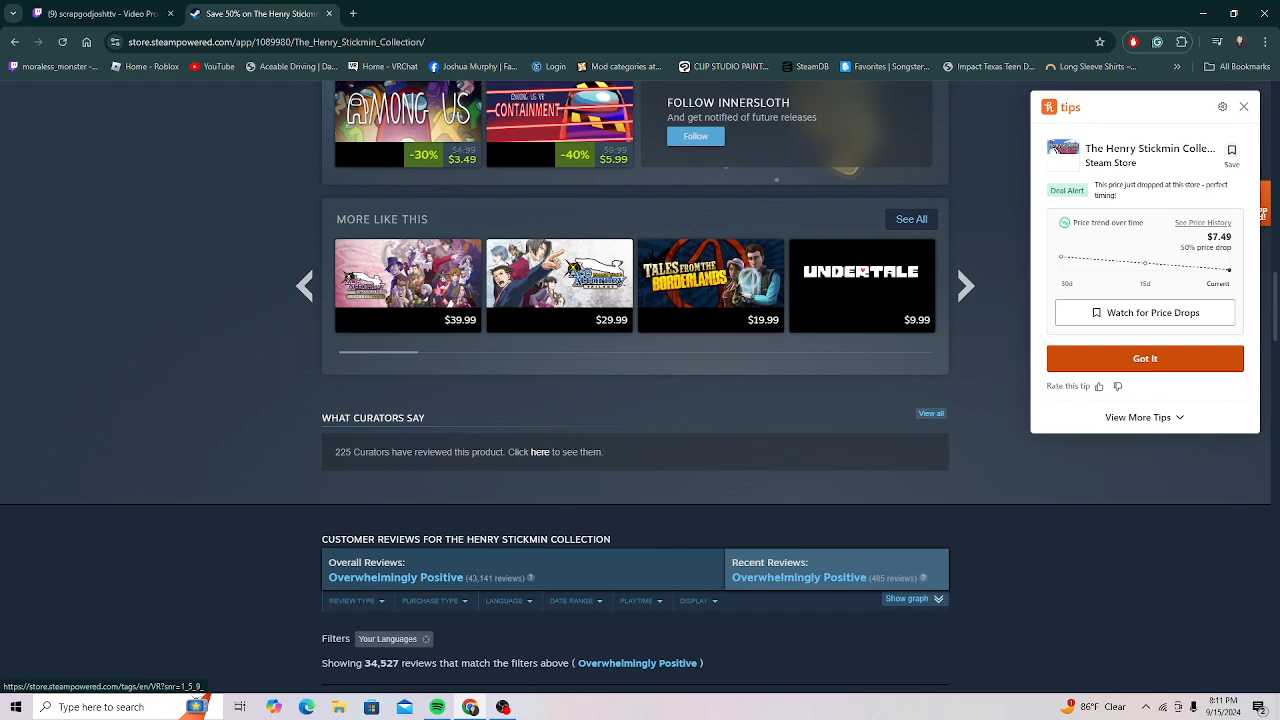 (9) scrapgodjoshttv - Video Pro
Save 50% on The Henry Stickmin
store.steampowered.com/app/1089980/The_Henry_Stickmin_Collection/
moraless_monster -...
Home - Roblox
YouTube
Aceable Driving | Da...
Home - VRChat
Joshua Murphy | Fa...
Login
Mod categories at...
CLIP STUDIO PAINT...
SteamDB
Favorites | Songster...
Impact Texas Teen D...
Long Sleeve Shirts –...
All Bookmarks
AMONG US
-30%
$4.99
$3.49
AMONG US VR
CONTAINMENT
-40%
$9.99
$5.99
FOLLOW INNERSLOTH
And get notified of future releases
Follow
MORE LIKE THIS
See All
$39.99
$29.99
TALES FROM THE
BORDERLANDS
$19.99
UNDERTALE
$9.99
WHAT CURATORS SAY
View all
225 Curators have reviewed this product. Click here to see them.
CUSTOMER REVIEWS FOR THE HENRY STICKMIN COLLECTION
Overall Reviews:
Overwhelmingly Positive (43,141 reviews) ?
Recent Reviews:
Overwhelmingly Positive (485 reviews) ?
REVIEW TYPE
PURCHASE TYPE
LANGUAGE
DATE RANGE
PLAYTIME
DISPLAY
Show graph
Filters
Your Languages
Showing 34,527 reviews that match the filters above ( Overwhelmingly Positive )
tips
The Henry Stickmin Colle...
Steam Store
Save
Deal Alert
This price just dropped at this store - perfect
timing!
Price trend over time
See Price History
$7.49
50% price drop
30d
15d
Current
Watch for Price Drops
Got It
Rate this tip
View More Tips
https://store.steampowered.com/tags/en/VR?snr=1_5_9_
Type here to search
86°F Clear
8:11 PM
9/15/2024